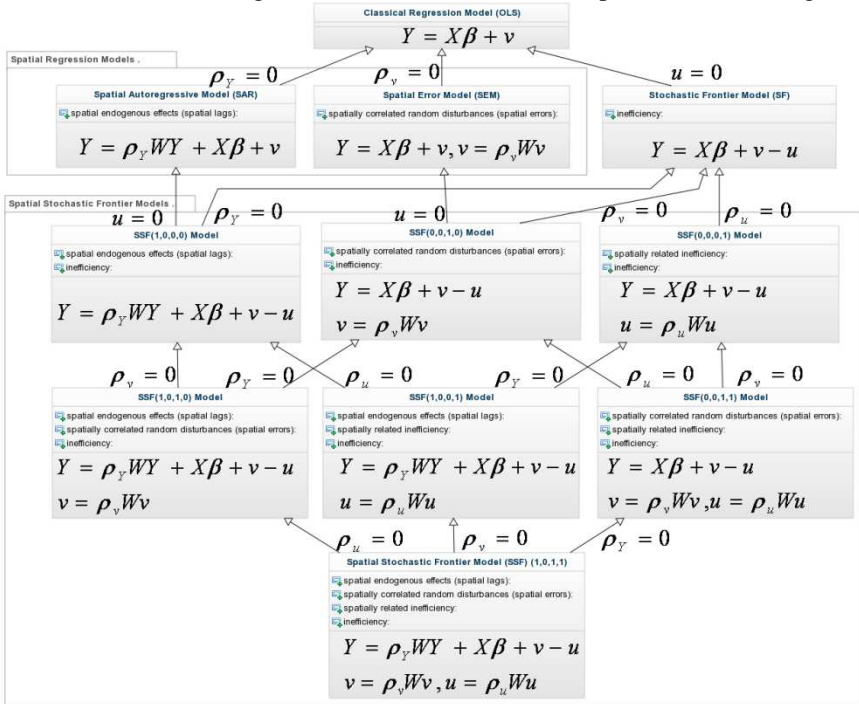 Classical Regression Model (OLS)
Y = Xβ + v
Spatial Regression Models .
ρ_Y = 0
ρ_v = 0
u = 0
Spatial Autoregressive Model (SAR)
spatial endogenous effects (spatial lags):
Y = ρ_Y WY + Xβ + v
Spatial Error Model (SEM)
spatially correlated random disturbances (spatial errors):
Y = Xβ + v, v = ρ_v Wv
Stochastic Frontier Model (SF)
inefficiency:
Y = Xβ + v − u
Spatial Stochastic Frontier Models .
u = 0
ρ_Y = 0
u = 0
ρ_v = 0
ρ_u = 0
SSF(1,0,0,0) Model
spatial endogenous effects (spatial lags):
inefficiency:
Y = ρ_Y WY + Xβ + v − u
SSF(0,0,1,0) Model
spatially correlated random disturbances (spatial errors):
inefficiency:
Y = Xβ + v − u
v = ρ_v Wv
SSF(0,0,0,1) Model
spatially related inefficiency:
inefficiency:
Y = Xβ + v − u
u = ρ_u Wu
ρ_v = 0
ρ_Y = 0
ρ_u = 0
ρ_Y = 0
ρ_u = 0
ρ_v = 0
SSF(1,0,1,0) Model
spatial endogenous effects (spatial lags):
spatially correlated random disturbances (spatial errors):
inefficiency:
Y = ρ_Y WY + Xβ + v − u
v = ρ_v Wv
SSF(1,0,0,1) Model
spatial endogenous effects (spatial lags):
spatially related inefficiency:
inefficiency:
Y = ρ_Y WY + Xβ + v − u
u = ρ_u Wu
SSF(0,0,1,1) Model
spatially correlated random disturbances (spatial errors):
spatially related inefficiency:
inefficiency:
Y = Xβ + v − u
v = ρ_v Wv ,u = ρ_u Wu
ρ_u = 0
ρ_v = 0
ρ_Y = 0
Spatial Stochastic Frontier Model (SSF) (1,0,1,1)
spatial endogenous effects (spatial lags):
spatially correlated random disturbances (spatial errors):
spatially related inefficiency:
inefficiency:
Y = ρ_Y WY + Xβ + v − u
v = ρ_v Wv , u = ρ_u Wu